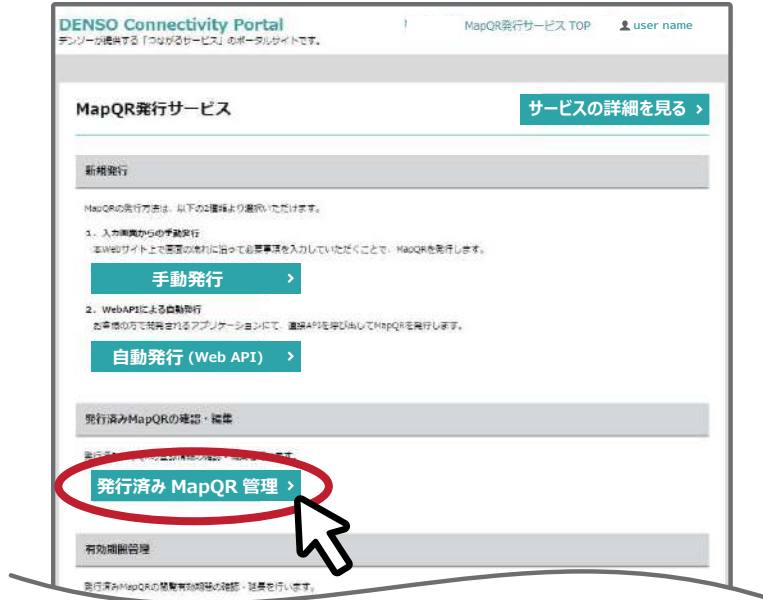 DENSO Connectivity Portal
デンソーが提供する「つながるサービス」のポータルサイトです。
MapQR発行サービス TOP
user name
MapQR発行サービス
サービスの詳細を見る
新規発行
MapQRの発行方法は、以下の2種類より選択いただけます。
1. 入力画面からの手動発行
本Webサイト上で画面の流れに沿って必要事項を入力していただくことで、MapQRを発行します。
手動発行
2. WebAPIによる自動発行
お客様の方で開発されるアプリケーションにて、直接APIを呼び出してMapQRを発行します。
自動発行 (Web API)
発行済みMapQRの確認・編集
発行済み
発行済み MapQR 管理
有効期間管理
発行済みMapQRの閲覧有効期間の確認・延長を行います。